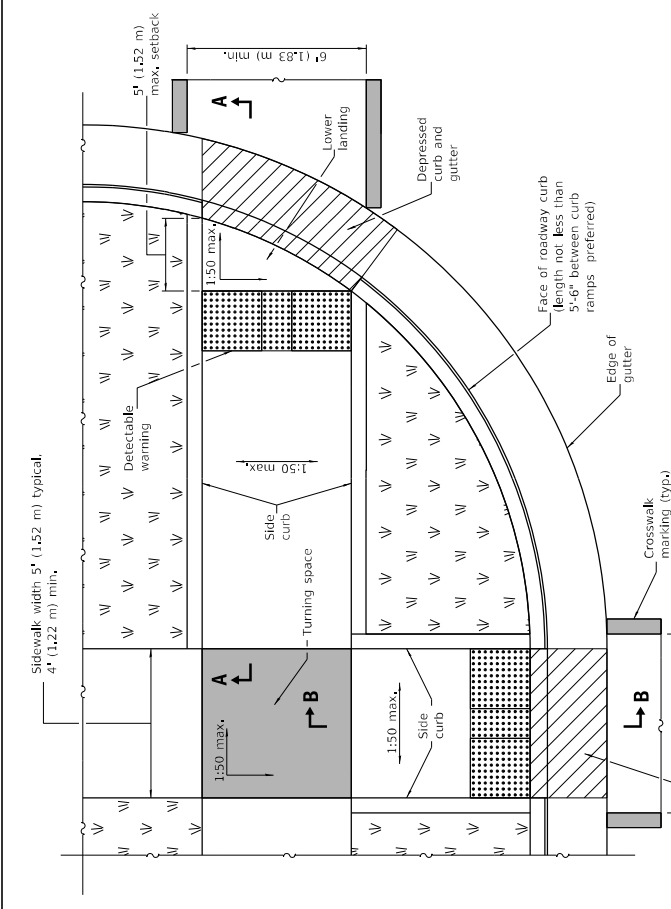 Sidewalk width 5' (1.52 m) typical.
4' (1.22 m) min.
5' (1.52 m)
max. setback
6' (1.83 m) min.
A
Lower
landing
1:50 max.
Detectable
warning
Depressed
curb and
gutter
1:50 max.
Side
curb
Face of roadway curb
(length not less than
5'-6" between curb
ramps preferred)
Turning space
A
B
1:50 max.
Edge of
gutter
1:50 max.
Side
curb
B
Crosswalk
marking (typ.)